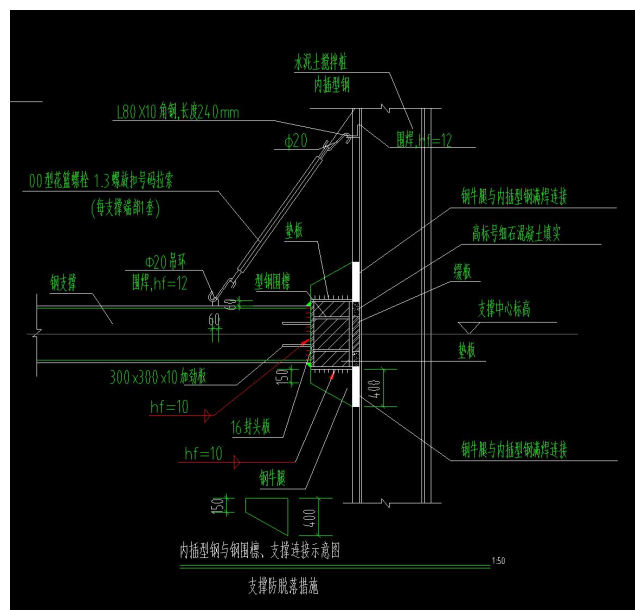 水泥土搅拌桩
内插型钢
L80X10角钢,长度240mm
φ20
围焊,hf=12
OO型花篮螺栓 1.3螺旋扣号码拉索
(每支撑端部1套)
钢牛腿与内插型钢满焊连接
垫板
高标号细石混凝土填实
Φ20吊环
围焊,hf=12
型钢围檩
缀板
钢支撑
60
60
支撑中心标高
垫板
300x300x10加劲板
150
400
hf=10
16封头板
hf=10
钢牛腿与内插型钢满焊连接
钢牛腿
150
400
内插型钢与钢围檩、支撑连接示意图
1:50
支撑防脱落措施